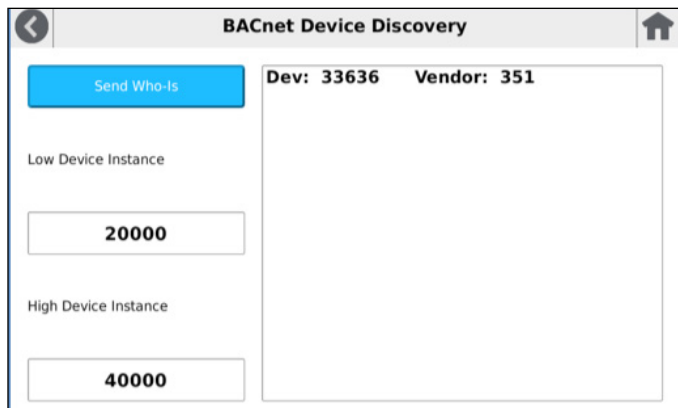 BACnet Device Discovery
Send Who-Is
Low Device Instance
20000
High Device Instance
40000
Dev: 33636 Vendor: 351